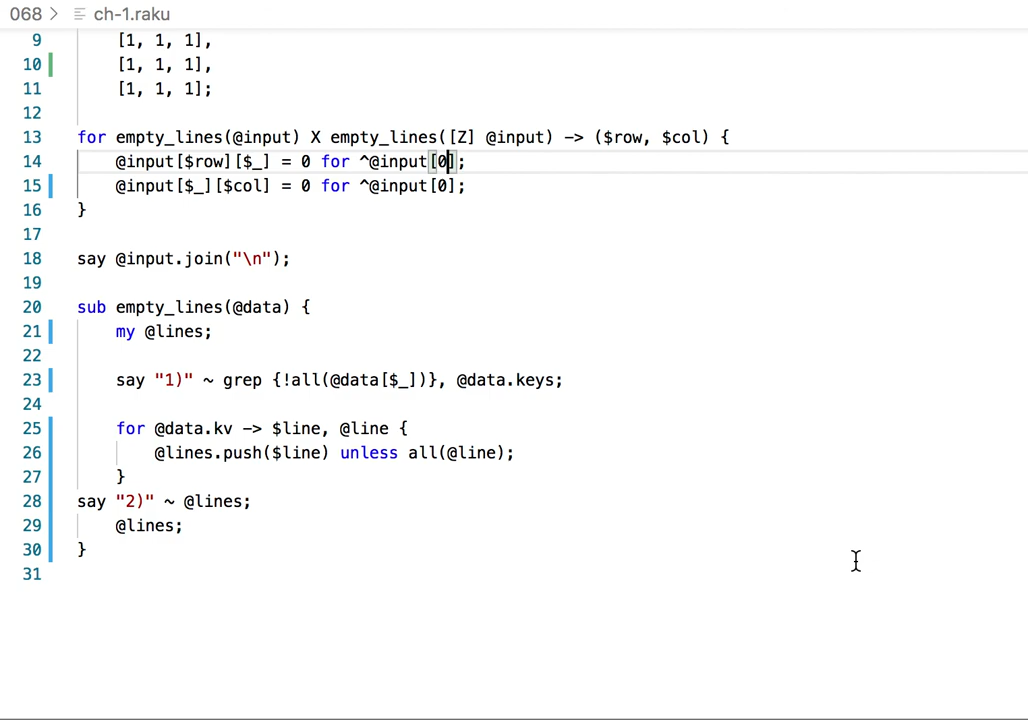 068 > ch-1.raku
9 [1, 1, 1],
10 [1, 1, 1],
11 [1, 1, 1];
12
13 for empty_lines(@input) X empty_lines([Z] @input) -> ($row, $col) {
14 @input[$row][$_] = 0 for ^@input[0];
15 @input[$_][$col] = 0 for ^@input[0];
16 }
17
18 say @input.join("\n");
19
20 sub empty_lines(@data) {
21 my @lines;
22
23 say "1)" ~ grep {!all(@data[$_])}, @data.keys;
24
25 for @data.kv -> $line, @line {
26 @lines.push($line) unless all(@line);
27 }
28 say "2)" ~ @lines;
29 @lines;
30 }
31